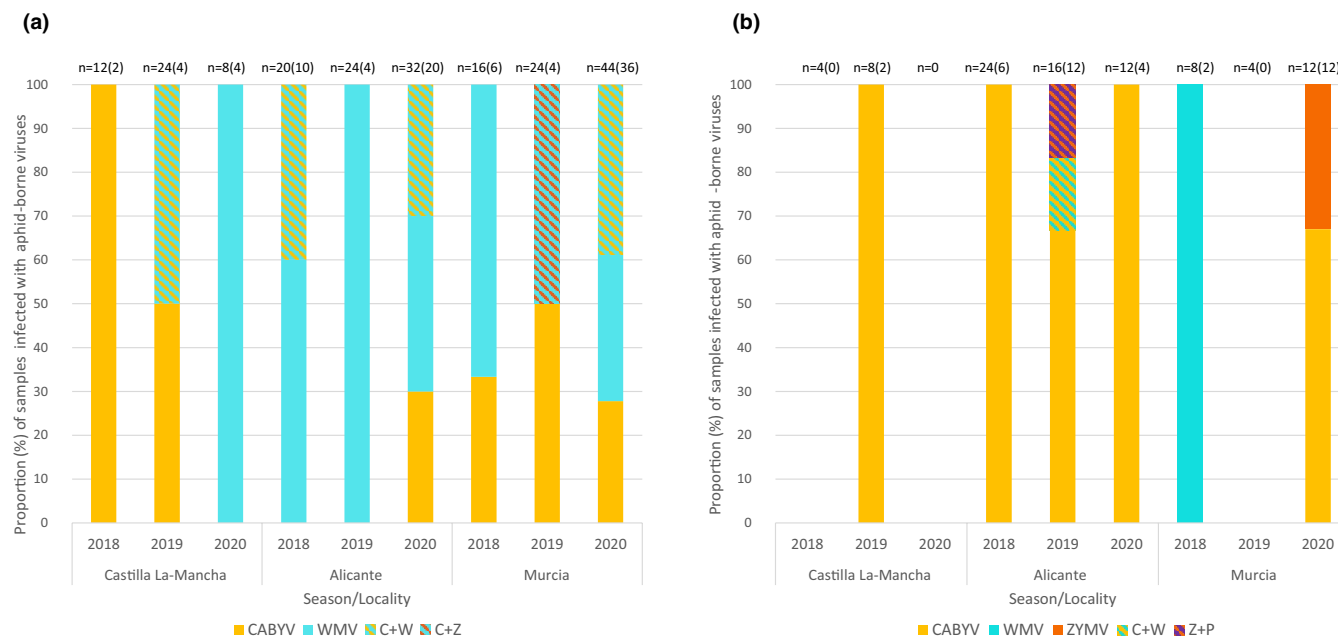 (a)
n=12(2) n=24(4) n=8(4) n=20(10) n=24(4) n=32(20) n=16(6) n=24(4) n=44(36)
Proportion (%) of samples infected with aphid-borne viruses
100
90
80
70
60
50
40
30
20
10
0
2018 2019 2020 2018 2019 2020 2018 2019 2020
Castilla La-Mancha Alicante Murcia
Season/Locality
CABYV WMV C+W C+Z
(b)
n=4(0) n=8(2) n=0 n=24(6) n=16(12) n=12(4) n=8(2) n=4(0) n=12(12)
Proportion (%) of samples infected with aphid -borne viruses
100
90
80
70
60
50
40
30
20
10
0
2018 2019 2020 2018 2019 2020 2018 2019 2020
Castilla La-Mancha Alicante Murcia
Season/Locality
CABYV WMV ZYMV C+W Z+P